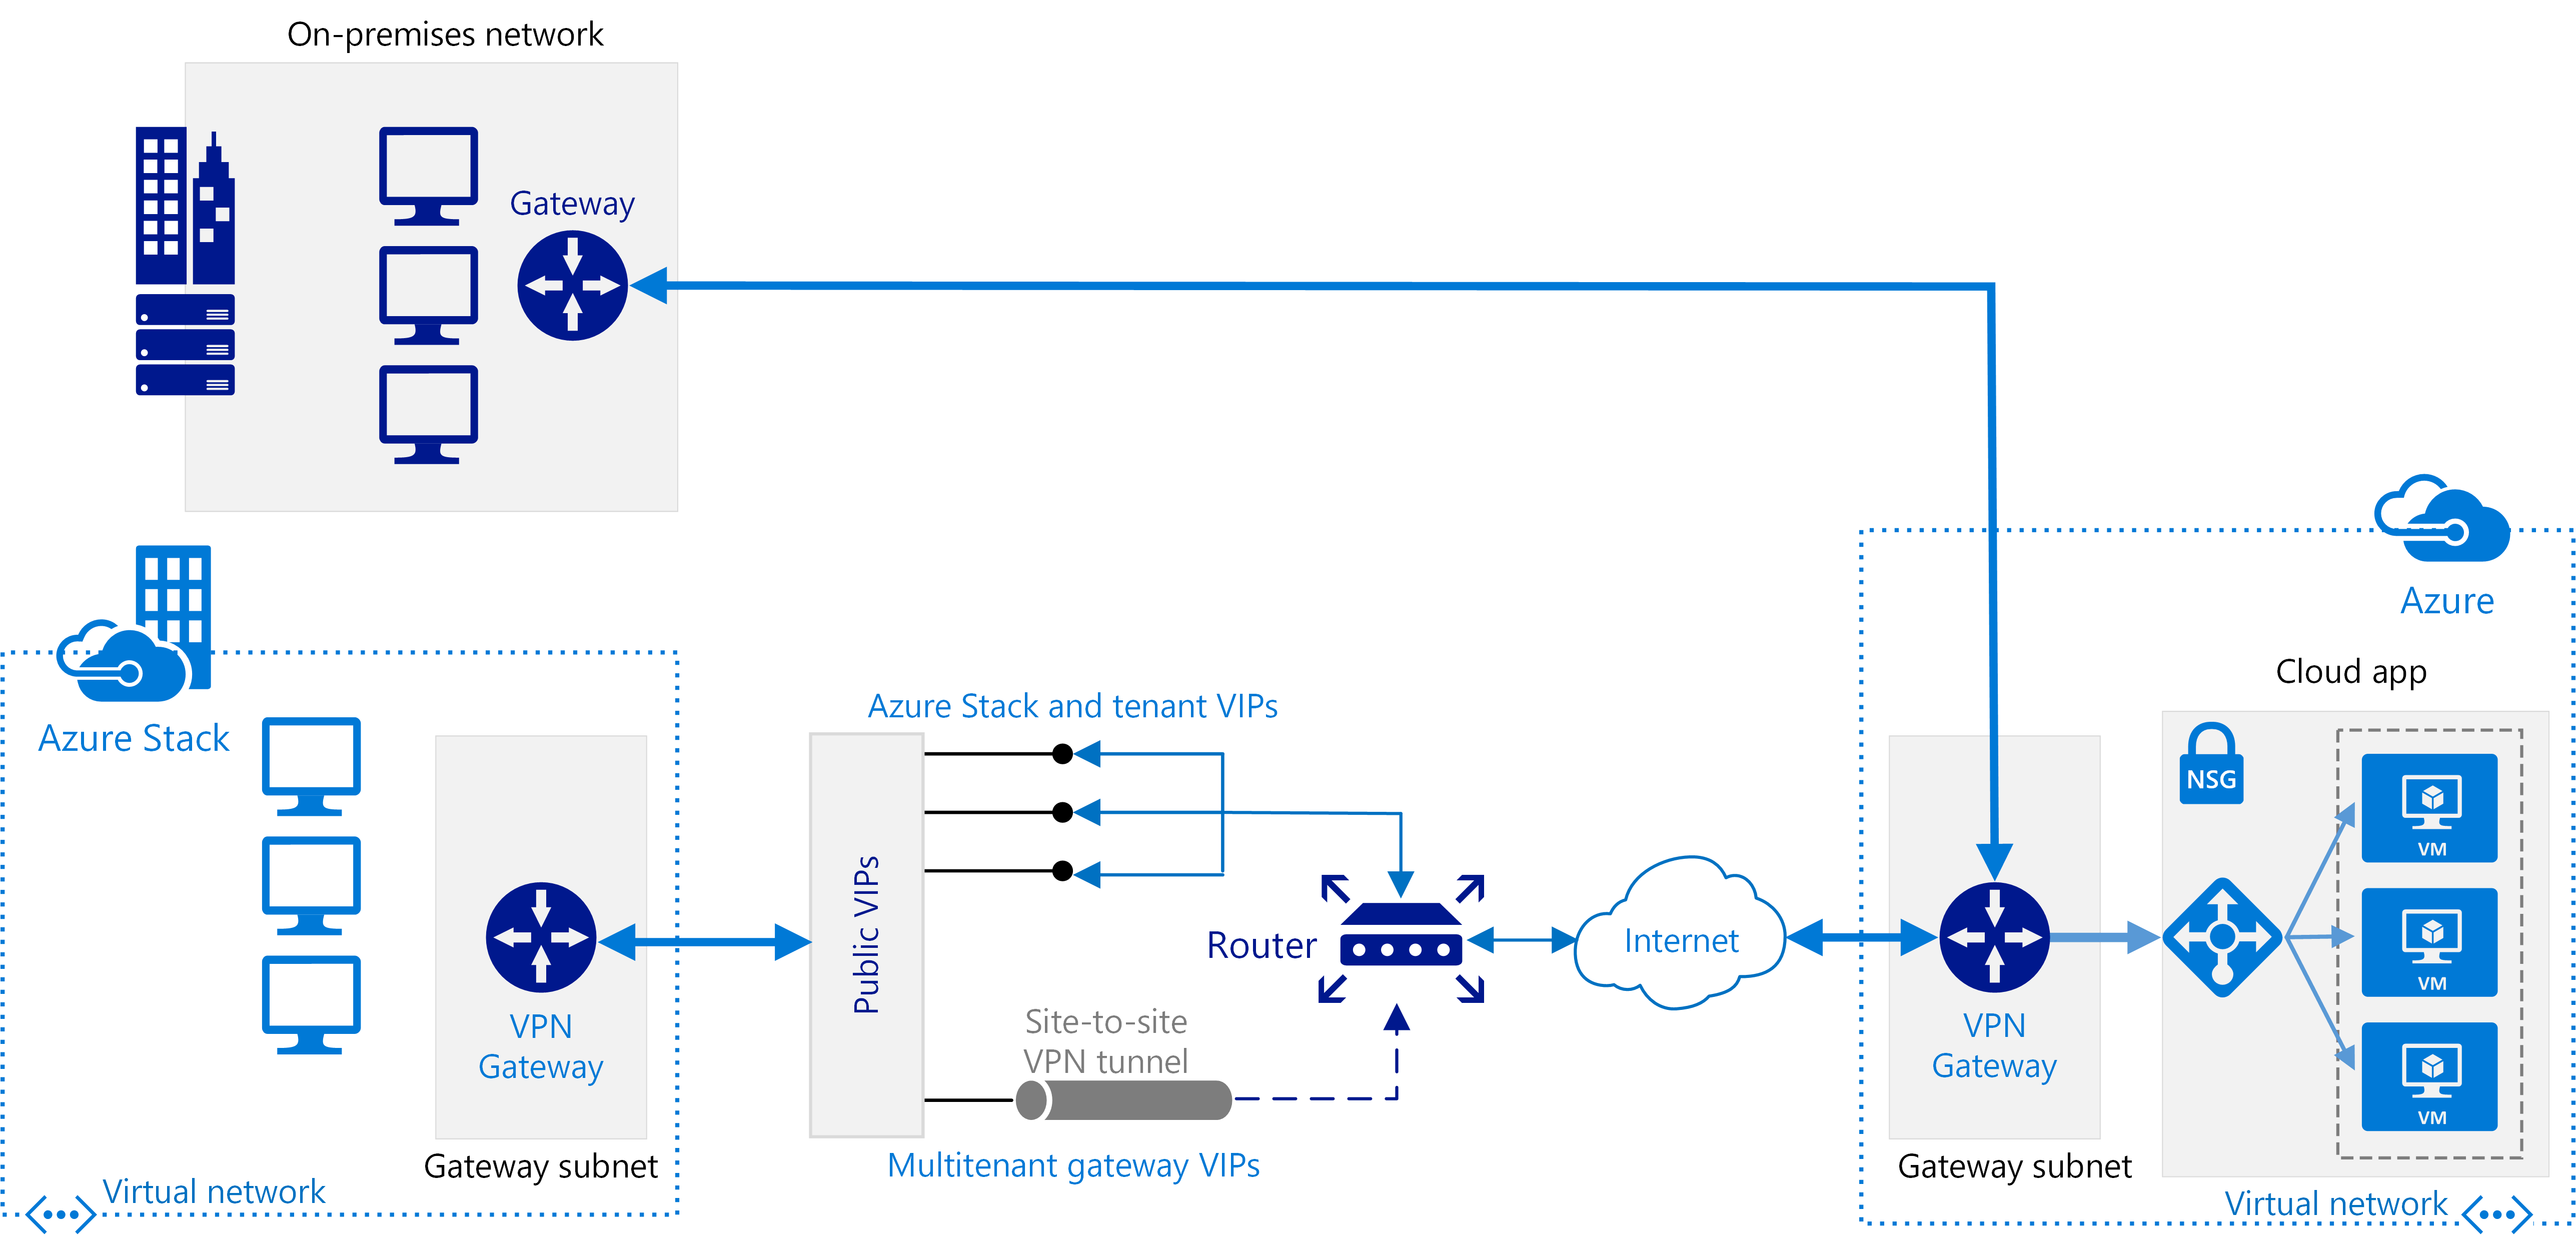 On-premises network
Gateway
Azure
Cloud app
Azure Stack
Azure Stack and tenant VIPs
NSG
VM
Public VIPs
Router
Internet
VM
Site-to-site
VPN tunnel
VPN
Gateway
VPN
Gateway
VM
Gateway subnet
Multitenant gateway VIPs
Gateway subnet
Virtual network
Virtual network